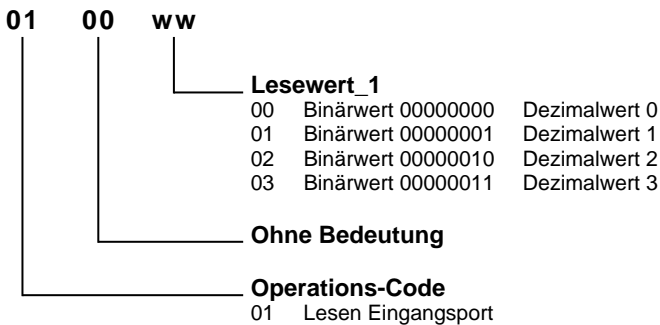 01 00 ww
Lesewert_1
00 Binärwert 00000000 Dezimalwert 0
01 Binärwert 00000001 Dezimalwert 1
02 Binärwert 00000010 Dezimalwert 2
03 Binärwert 00000011 Dezimalwert 3
Ohne Bedeutung
Operations-Code
01 Lesen Eingangsport